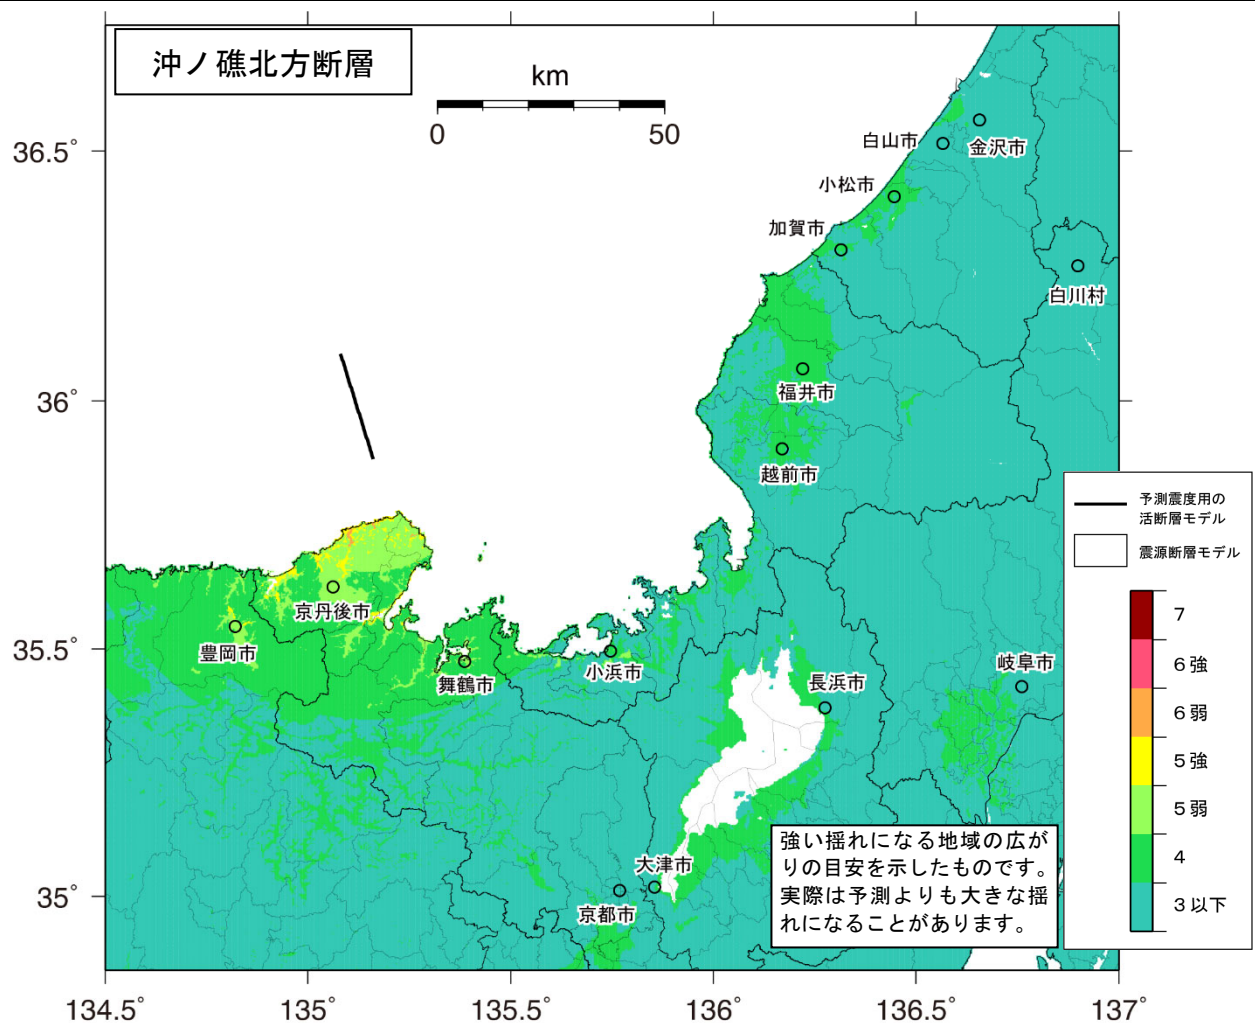 沖ノ礁北方断層
km
0
50
36.5°
36°
35.5°
35°
134.5°
135°
135.5°
136°
136.5°
137°
白山市
金沢市
小松市
加賀市
白川村
福井市
越前市
京丹後市
豊岡市
舞鶴市
小浜市
長浜市
岐阜市
大津市
京都市
予測震度用の
活断層モデル
震源断層モデル
7
6強
6弱
5強
5弱
4
3以下
強い揺れになる地域の広が
りの目安を示したものです。
実際は予測よりも大きな揺
れになることがあります。